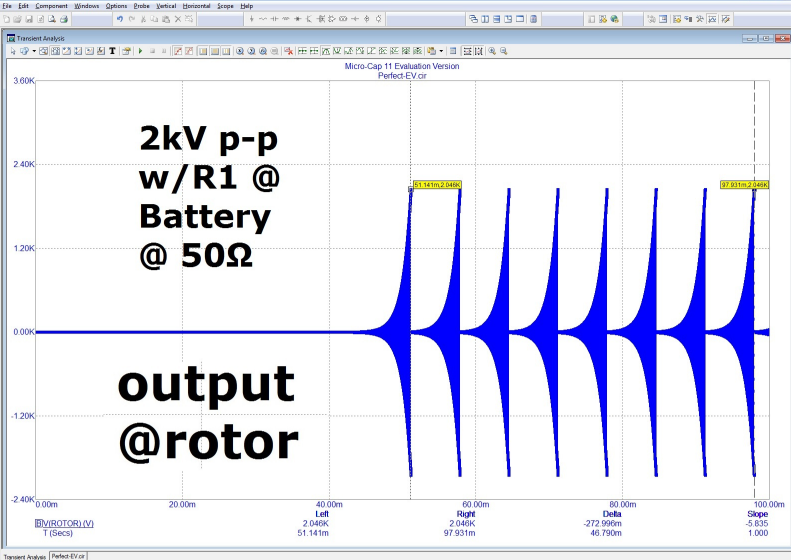 File Edit Component Windows Options Probe Vertical Horizontal Scope Help
Transient Analysis
Micro-Cap 11 Evaluation Version
Perfect-EV.cir
3.60K
2.40K
1.20K
0.00K
-1.20K
-2.40K
2kV p-p
w/R1 @
Battery
@ 50Ω
51.141m,2.046K
97.931m,2.046K
output
@rotor
0.00m 20.00m 40.00m 60.00m 80.00m 100.00m
Left Right Delta Slope
V(ROTOR) (V) 2.046K 2.046K -272.996m -5.835
T (Secs) 51.141m 97.931m 46.790m 1.000
Transient Analysis Perfect-EV.cir